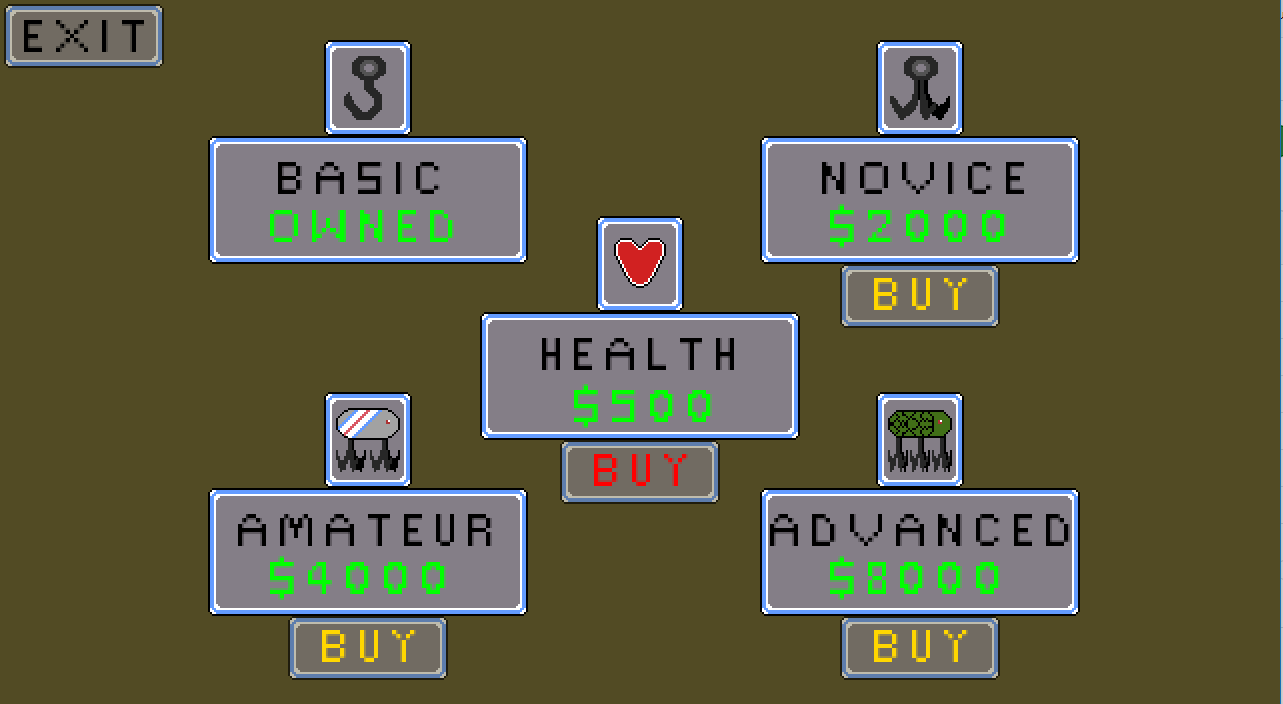 EXIT
BASIC
OWNED
NOVICE
$2000
BUY
HEALTH
$500
BUY
AMATEUR
$4000
BUY
ADVANCED
$8000
BUY